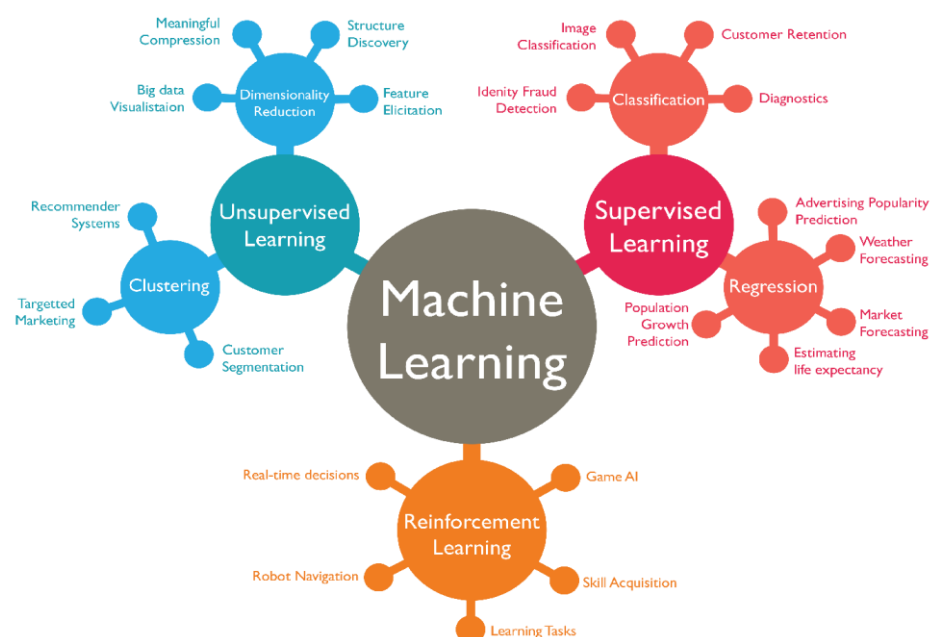 Meaningful
Compression
Structure
Discovery
Big data
Visualistaion
Dimensionality
Reduction
Feature
Elicitation
Image
Classification
Customer Retention
Idenity Fraud
Detection
Classification
Diagnostics
Unsupervised
Learning
Supervised
Learning
Recommender
Systems
Clustering
Targetted
Marketing
Customer
Segmentation
Machine
Learning
Advertising Popularity
Prediction
Weather
Forecasting
Regression
Population
Growth
Prediction
Market
Forecasting
Estimating
life expectancy
Real-time decisions
Game AI
Reinforcement
Learning
Robot Navigation
Skill Acquisition
Learning Tasks